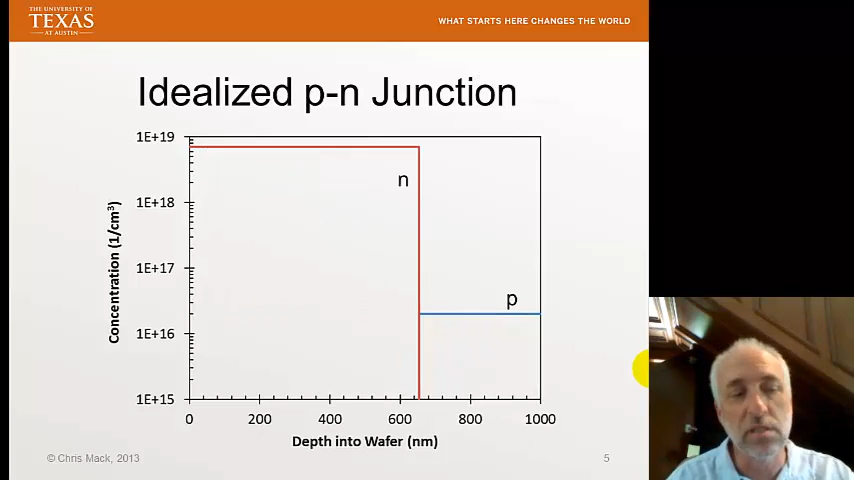 THE UNIVERSITY OF
TEXAS
AT AUSTIN
WHAT STARTS HERE CHANGES THE WORLD
Idealized p-n Junction
1E+19
1E+18
1E+17
1E+16
1E+15
Concentration (1/cm³)
n
p
0 200 400 600 800 1000
Depth into Wafer (nm)
© Chris Mack, 2013
5